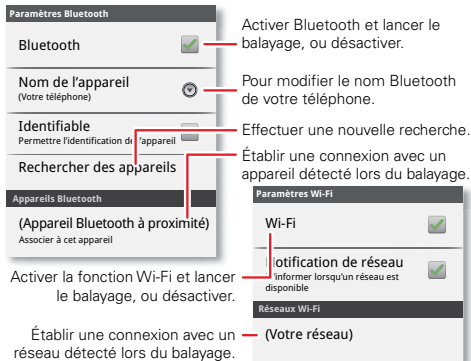 Paramètres Bluetooth
Bluetooth
Activer Bluetooth et lancer le
balayage, ou désactiver.
Nom de l'appareil
(Votre téléphone)
Pour modifier le nom Bluetooth
de votre téléphone.
Identifiable
Permettre l'identification de l'appareil
Effectuer une nouvelle recherche.
Rechercher des appareils
Établir une connexion avec un
appareil détecté lors du balayage.
Appareils Bluetooth
(Appareil Bluetooth à proximité)
Associer à cet appareil
Paramètres Wi-Fi
Wi-Fi
Activer la fonction Wi-Fi et lancer
le balayage, ou désactiver.
Notification de réseau
M'informer lorsqu'un réseau est
disponible
Réseaux Wi-Fi
(Votre réseau)
Établir une connexion avec un
réseau détecté lors du balayage.